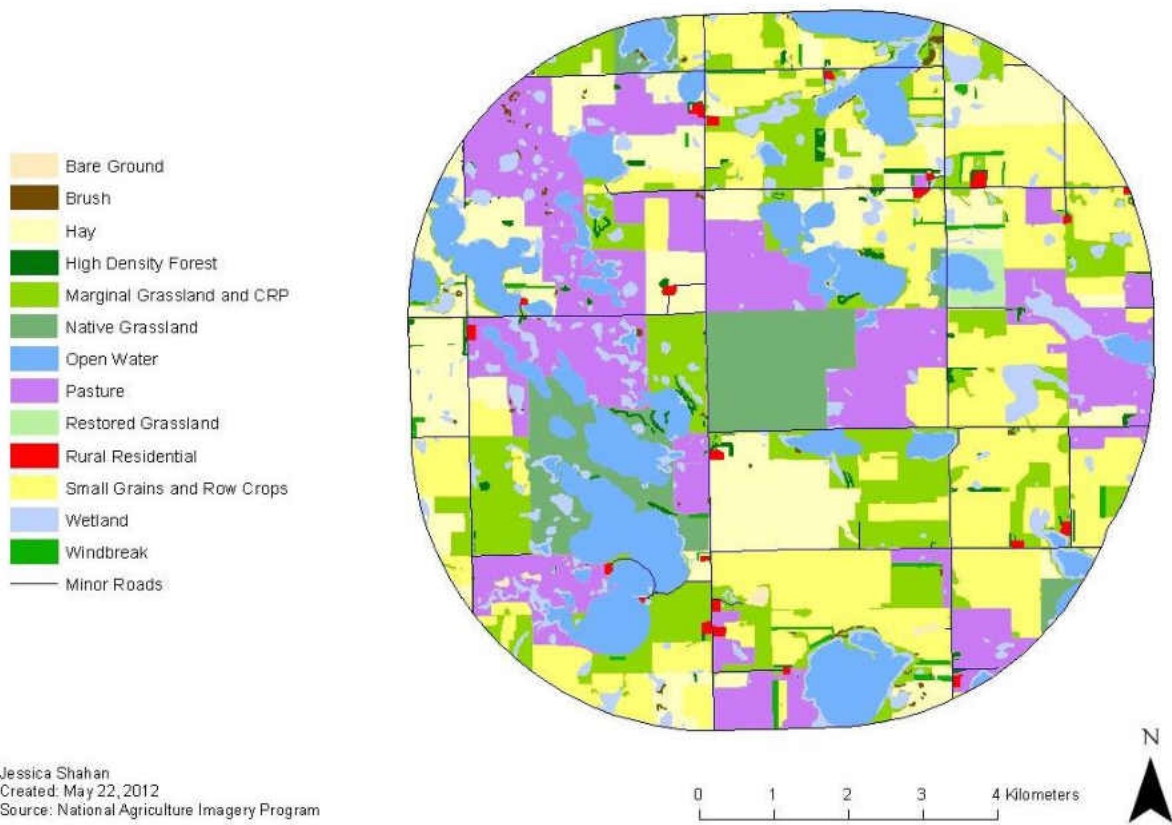 Bare Ground
Brush
Hay
High Density Forest
Marginal Grassland and CRP
Native Grassland
Open Water
Pasture
Restored Grassland
Rural Residential
Small Grains and Row Crops
Wetland
Windbreak
Minor Roads
Jessica Shahan
Created: May 22, 2012
Source: National Agriculture Imagery Program
0 1 2 3 4 Kilometers
N